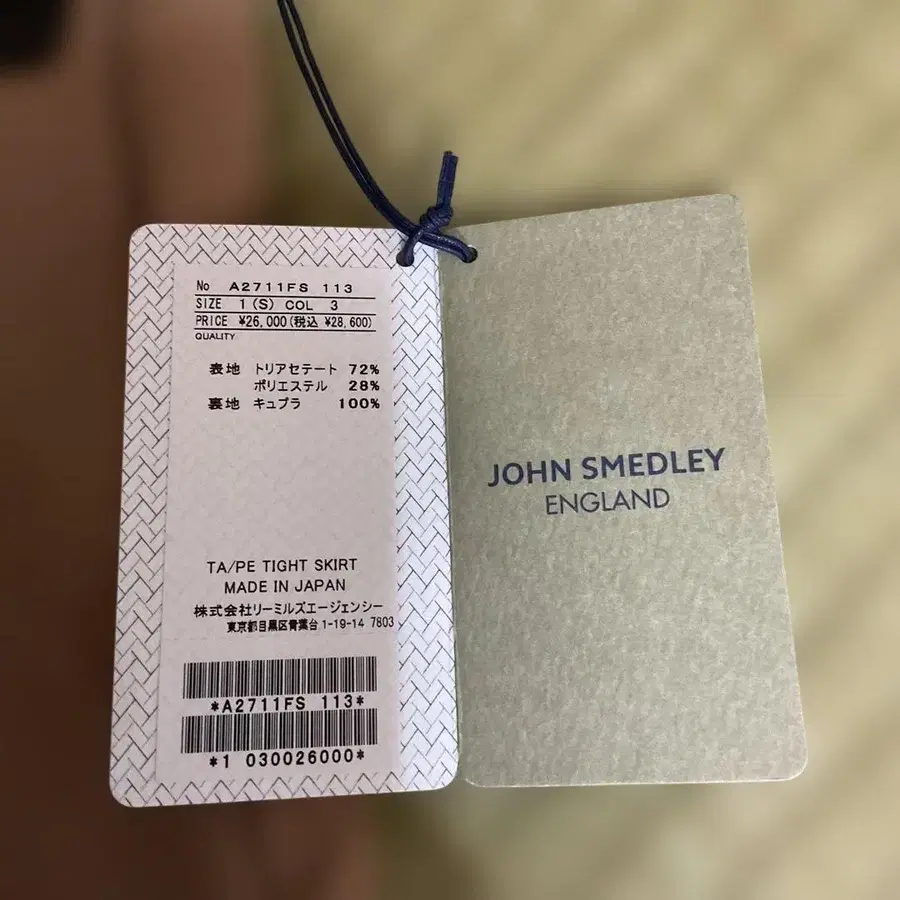 No A2711FS 113
SIZE 1(S) COL 3
PRICE ¥26,000(税込 ¥28,600)
QUALITY
表地 トリアセテート 72%
ポリエステル 28%
裏地 キュプラ 100%
TA/PE TIGHT SKIRT
MADE IN JAPAN
株式会社リーミルズエージェンシー
東京都目黒区青葉台1-19-14 7803
*A2711FS 113*
*1 030026000*
JOHN SMEDLEY
ENGLAND